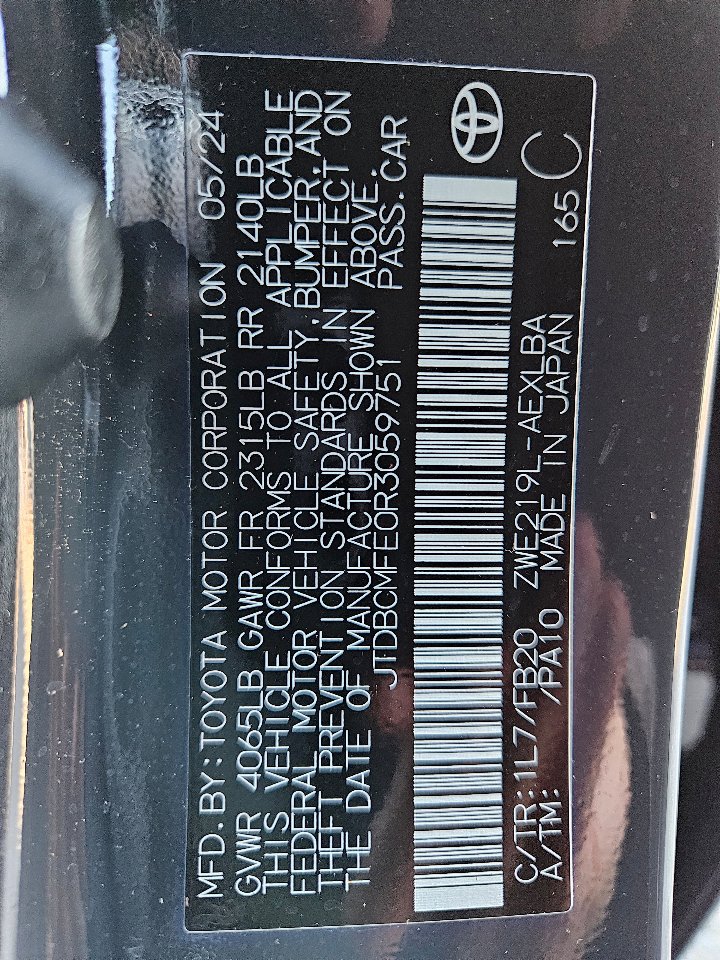 MFD. BY: TOYOTA MOTOR CORPORATION 05/24
GVWR 4065LB GAWR FR 2315LB RR 2140LB
THIS VEHICLE CONFORMS TO ALL APPLICABLE
FEDERAL MOTOR VEHICLE SAFETY, BUMPER, AND
THEFT PREVENTION STANDARDS IN EFFECT ON
THE DATE OF MANUFACTURE SHOWN ABOVE.
JTDBCMFE0R3059751 PASS. CAR
C/TR: 1L7/FB20 ZWE219L-AEXLBA 165 C
A/TM: /PA10 MADE IN JAPAN